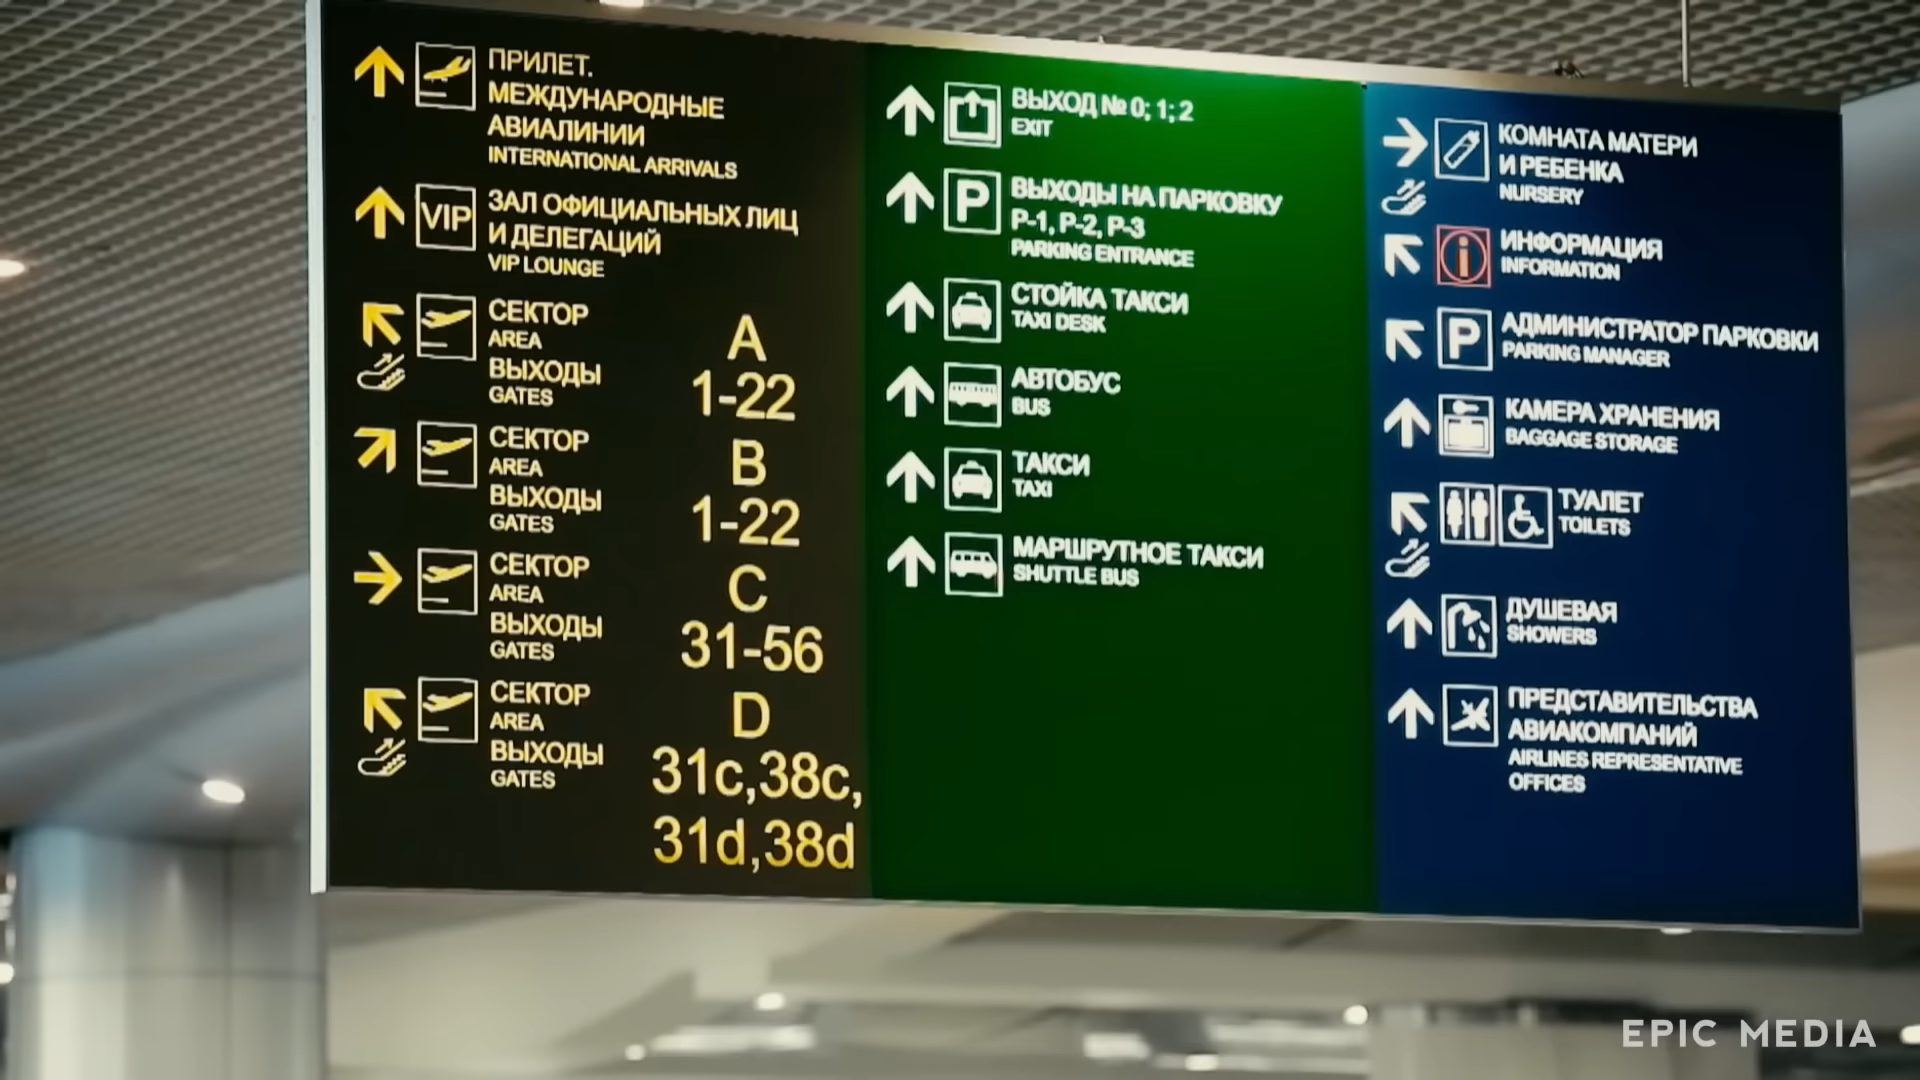 ПРИЛЕТ.
МЕЖДУНАРОДНЫЕ
АВИАЛИНИИ
INTERNATIONAL ARRIVALS
VIP
ЗАЛ ОФИЦИАЛЬНЫХ ЛИЦ
И ДЕЛЕГАЦИЙ
VIP LOUNGE
СЕКТОР
AREA
A
ВЫХОДЫ
GATES
1-22
СЕКТОР
AREA
B
ВЫХОДЫ
GATES
1-22
СЕКТОР
AREA
C
ВЫХОДЫ
GATES
31-56
СЕКТОР
AREA
D
ВЫХОДЫ
GATES
31c,38c,
31d,38d
ВЫХОД № 0; 1; 2
EXIT
P
ВЫХОДЫ НА ПАРКОВКУ
P-1, P-2, P-3
PARKING ENTRANCE
СТОЙКА ТАКСИ
TAXI DESK
АВТОБУС
BUS
ТАКСИ
TAXI
МАРШРУТНОЕ ТАКСИ
SHUTTLE BUS
КОМНАТА МАТЕРИ
И РЕБЕНКА
NURSERY
i
ИНФОРМАЦИЯ
INFORMATION
P
АДМИНИСТРАТОР ПАРКОВКИ
PARKING MANAGER
КАМЕРА ХРАНЕНИЯ
BAGGAGE STORAGE
ТУАЛЕТ
TOILETS
ДУШЕВАЯ
SHOWERS
ПРЕДСТАВИТЕЛЬСТВА
АВИАКОМПАНИЙ
AIRLINES REPRESENTATIVE
OFFICES
EPIC MEDIA